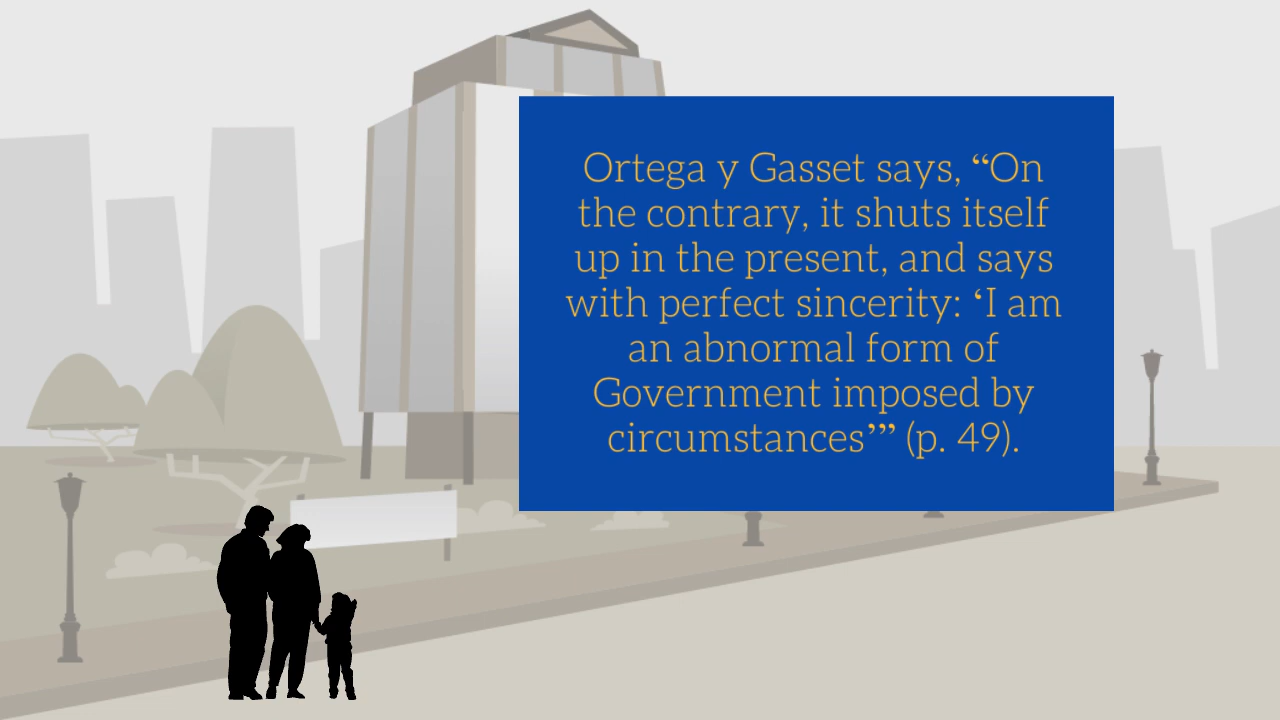 Ortega y Gasset says, “On
the contrary, it shuts itself
up in the present, and says
with perfect sincerity: ‘I am
an abnormal form of
Government imposed by
circumstances’” (p. 49).